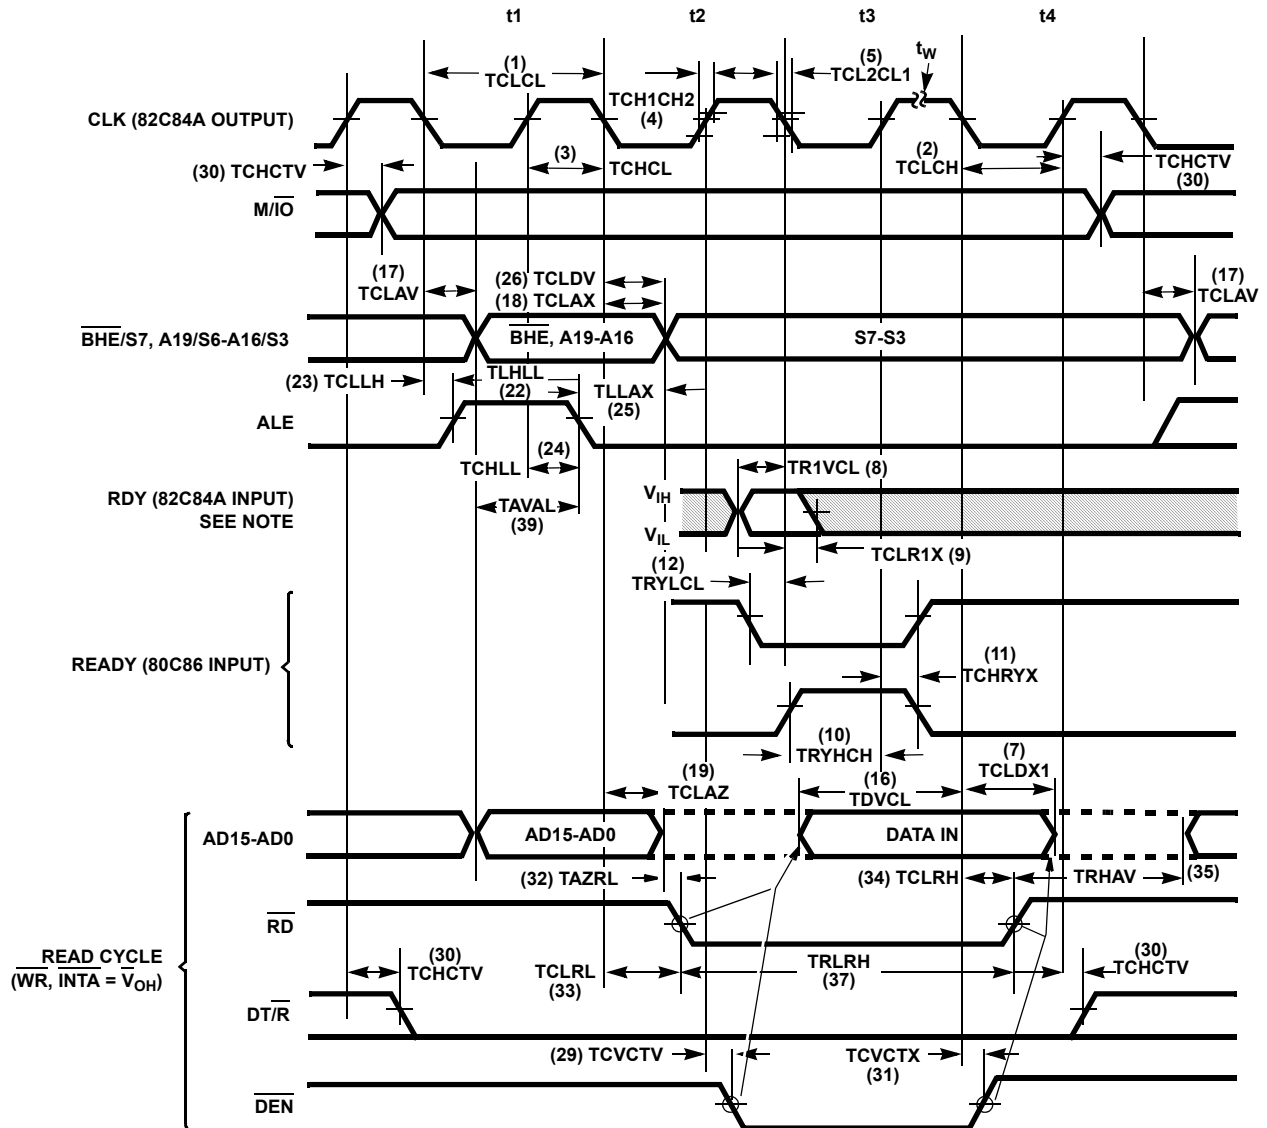 t1
t2
t3
t4
(1)
TCLCL
TCH1CH2
(4)
(5)
TCL2CL1
tW
CLK (82C84A OUTPUT)
(30) TCHCTV
(3)
TCHCL
(2)
TCLCH
TCHCTV
(30)
M/IO
(17)
TCLAV
(26) TCLDV
(18) TCLAX
(17)
TCLAV
BHE/S7, A19/S6-A16/S3
BHE, A19-A16
S7-S3
(23) TCLLH
TLHLL
(22)
TLLAX
(25)
ALE
TCHLL
(24)
TR1VCL (8)
RDY (82C84A INPUT)
SEE NOTE
TAVAL
(39)
VIH
VIL
TCLR1X (9)
(12)
TRYLCL
READY (80C86 INPUT)
(11)
TCHRYX
(10)
TRYHCH
(7)
TCLDX1
(19)
TCLAZ
(16)
TDVCL
AD15-AD0
AD15-AD0
DATA IN
(32) TAZRL
(34) TCLRH
TRHAV
(35)
RD
READ CYCLE
(WR, INTA = VOH)
(30)
TCHCTV
TCLRL
(33)
TRLRH
(37)
(30)
TCHCTV
DT/R
(29) TCVCTV
TCVCTX
(31)
DEN